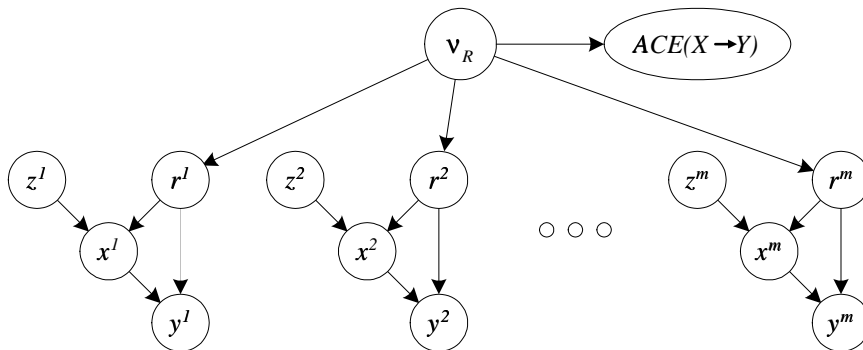 ν_R ACE(X→Y)
z^1 r^1 z^2 r^2 z^m r^m
x^1 x^2 x^m
y^1 y^2 y^m